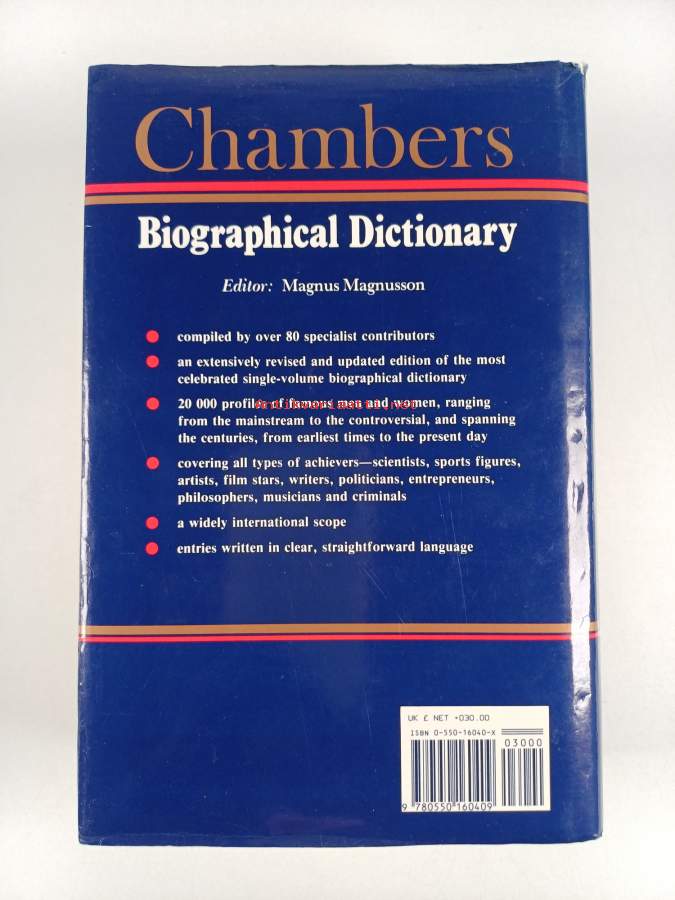 Chambers
Biographical Dictionary
Editor: Magnus Magnusson
compiled by over 80 specialist contributors
an extensively revised and updated edition of the most
celebrated single-volume biographical dictionary
20 000 profiles of famous men and women, ranging
Antikvariaatti.net
from the mainstream to the controversial, and spanning
the centuries, from earliest times to the present day
covering all types of achievers—scientists, sports figures,
artists, film stars, writers, politicians, entrepreneurs,
philosophers, musicians and criminals
a widely international scope
entries written in clear, straightforward language
UK £ NET +030.00
ISBN 0-550-16040-X
03000
9 780550 160409